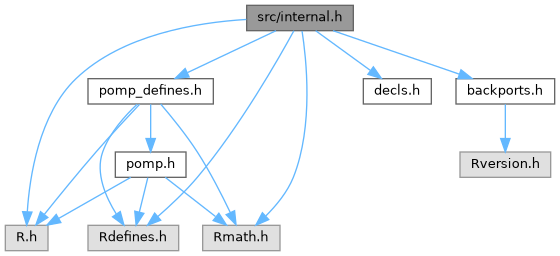 src/internal.h
pomp_defines.h
decls.h
backports.h
pomp.h
Rversion.h
R.h
Rdefines.h
Rmath.h